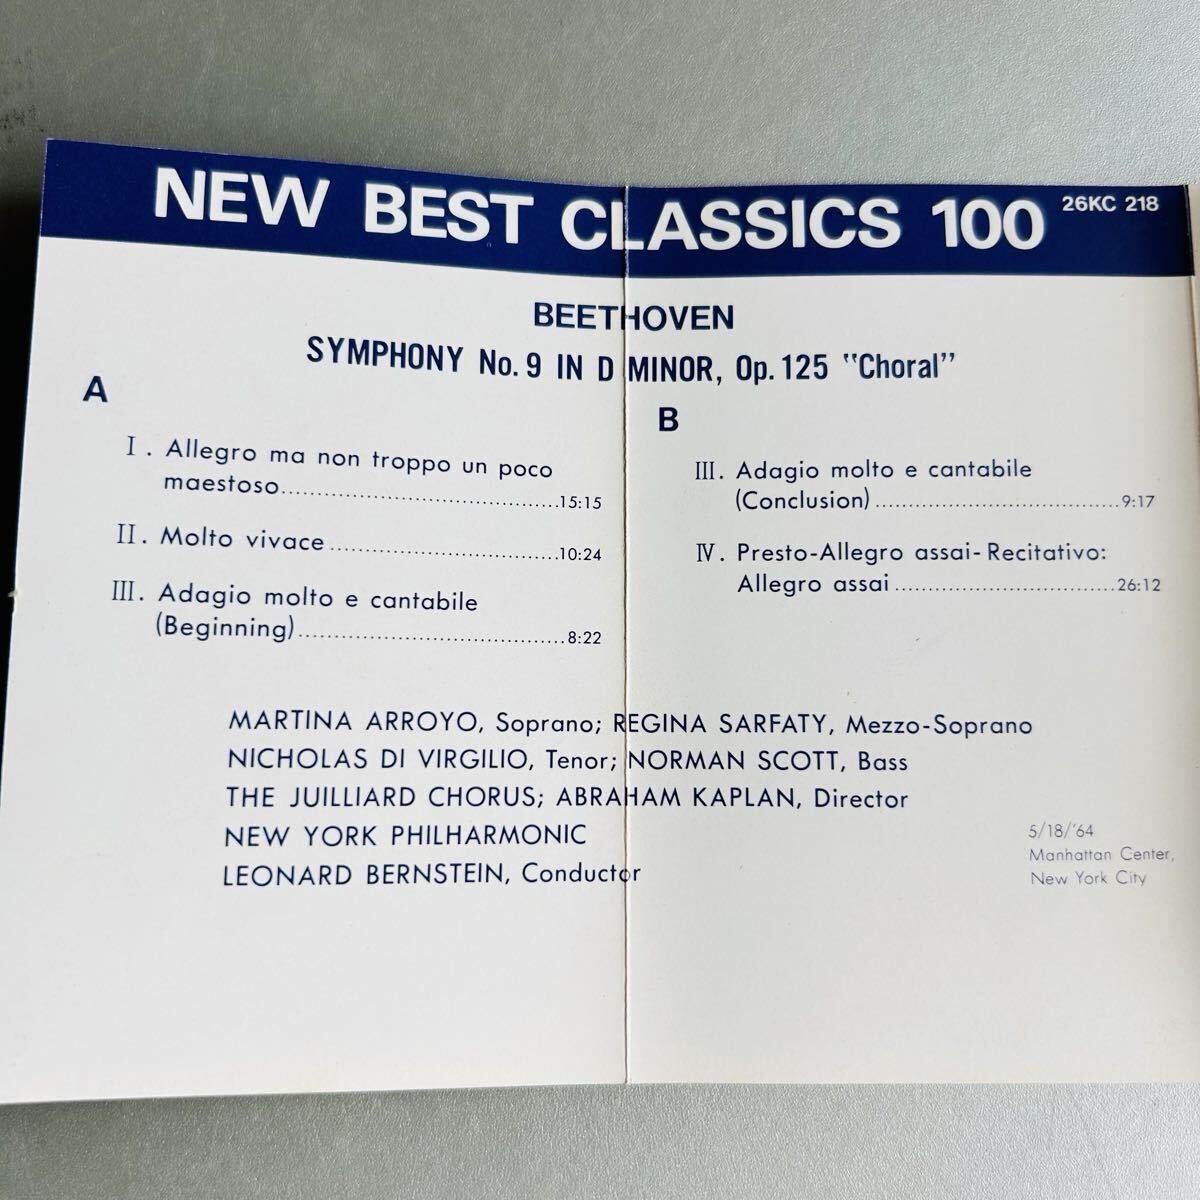 NEW BEST CLASSICS 100 26KC 218
BEETHOVEN
SYMPHONY No. 9 IN D MINOR, Op. 125 "Choral"
A
I. Allegro ma non troppo un poco
maestoso..............................15:15
II. Molto vivace.........................10:24
III. Adagio molto e cantabile
(Beginning).............................8:22
B
III. Adagio molto e cantabile
(Conclusion)...........................9:17
IV. Presto-Allegro assai-Recitativo:
Allegro assai.........................26:12
MARTINA ARROYO, Soprano; REGINA SARFATY, Mezzo-Soprano
NICHOLAS DI VIRGILIO, Tenor; NORMAN SCOTT, Bass
THE JUILLIARD CHORUS; ABRAHAM KAPLAN, Director
NEW YORK PHILHARMONIC
LEONARD BERNSTEIN, Conductor
5/18/'64
Manhattan Center,
New York City